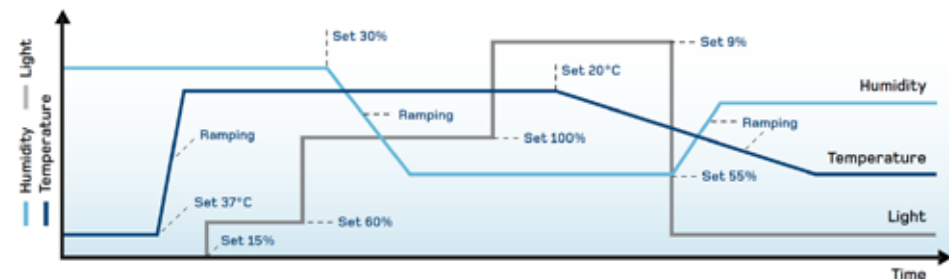 Humidity
Temperature
Light
Set 30%
Set 9%
Set 20°C
Humidity
Ramping
Ramping
Ramping
Set 100%
Temperature
Set 37°C
Set 55%
Set 60%
Light
Set 15%
Time